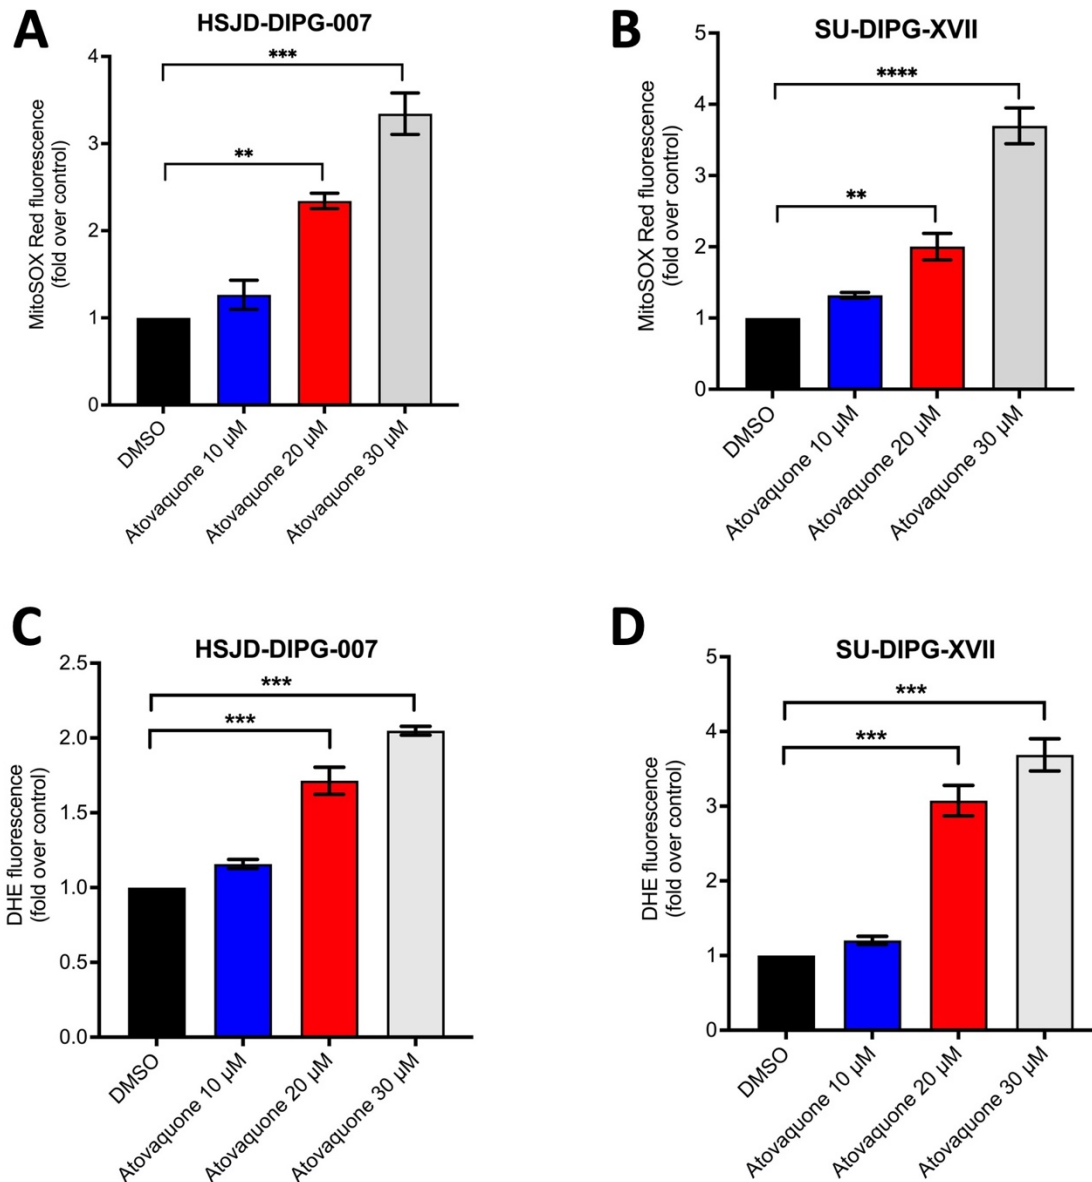 A
HSJD-DIPG-007
MitoSOX Red fluorescence
(fold over control)
4
3
2
1
0
***
**
DMSO
Atovaquone 10 µM
Atovaquone 20 µM
Atovaquone 30 µM
B
SU-DIPG-XVII
MitoSOX Red fluorescence
(fold over control)
5
4
3
2
1
0
****
**
DMSO
Atovaquone 10 µM
Atovaquone 20 µM
Atovaquone 30 µM
C
HSJD-DIPG-007
DHE fluorescence
(fold over control)
2.5
2.0
1.5
1.0
0.5
0.0
***
***
DMSO
Atovaquone 10 µM
Atovaquone 20 µM
Atovaquone 30 µM
D
SU-DIPG-XVII
DHE fluorescence
(fold over control)
5
4
3
2
1
0
***
***
DMSO
Atovaquone 10 µM
Atovaquone 20 µM
Atovaquone 30 µM